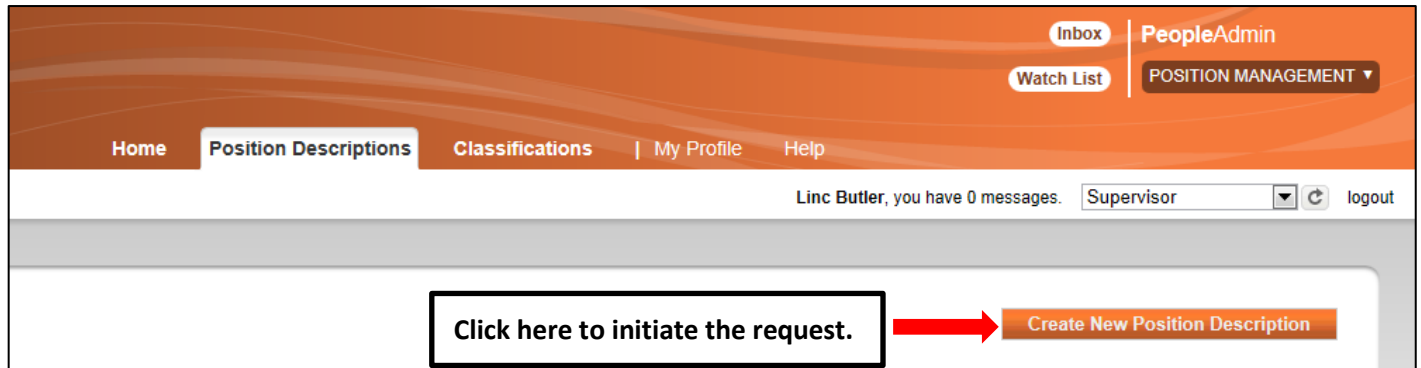 Inbox
PeopleAdmin
Watch List
POSITION MANAGEMENT
Home Position Descriptions Classifications | My Profile Help
Linc Butler, you have 0 messages. Supervisor logout
Click here to initiate the request.
Create New Position Description